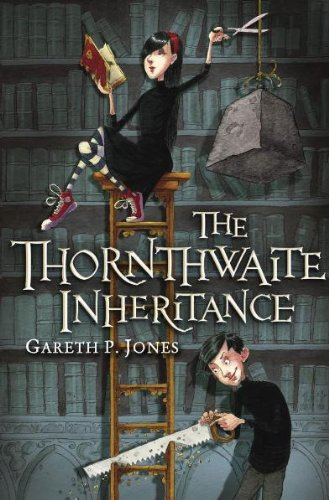 THE
THORNTHWAITE
INHERITANCE
GARETH P. JONES